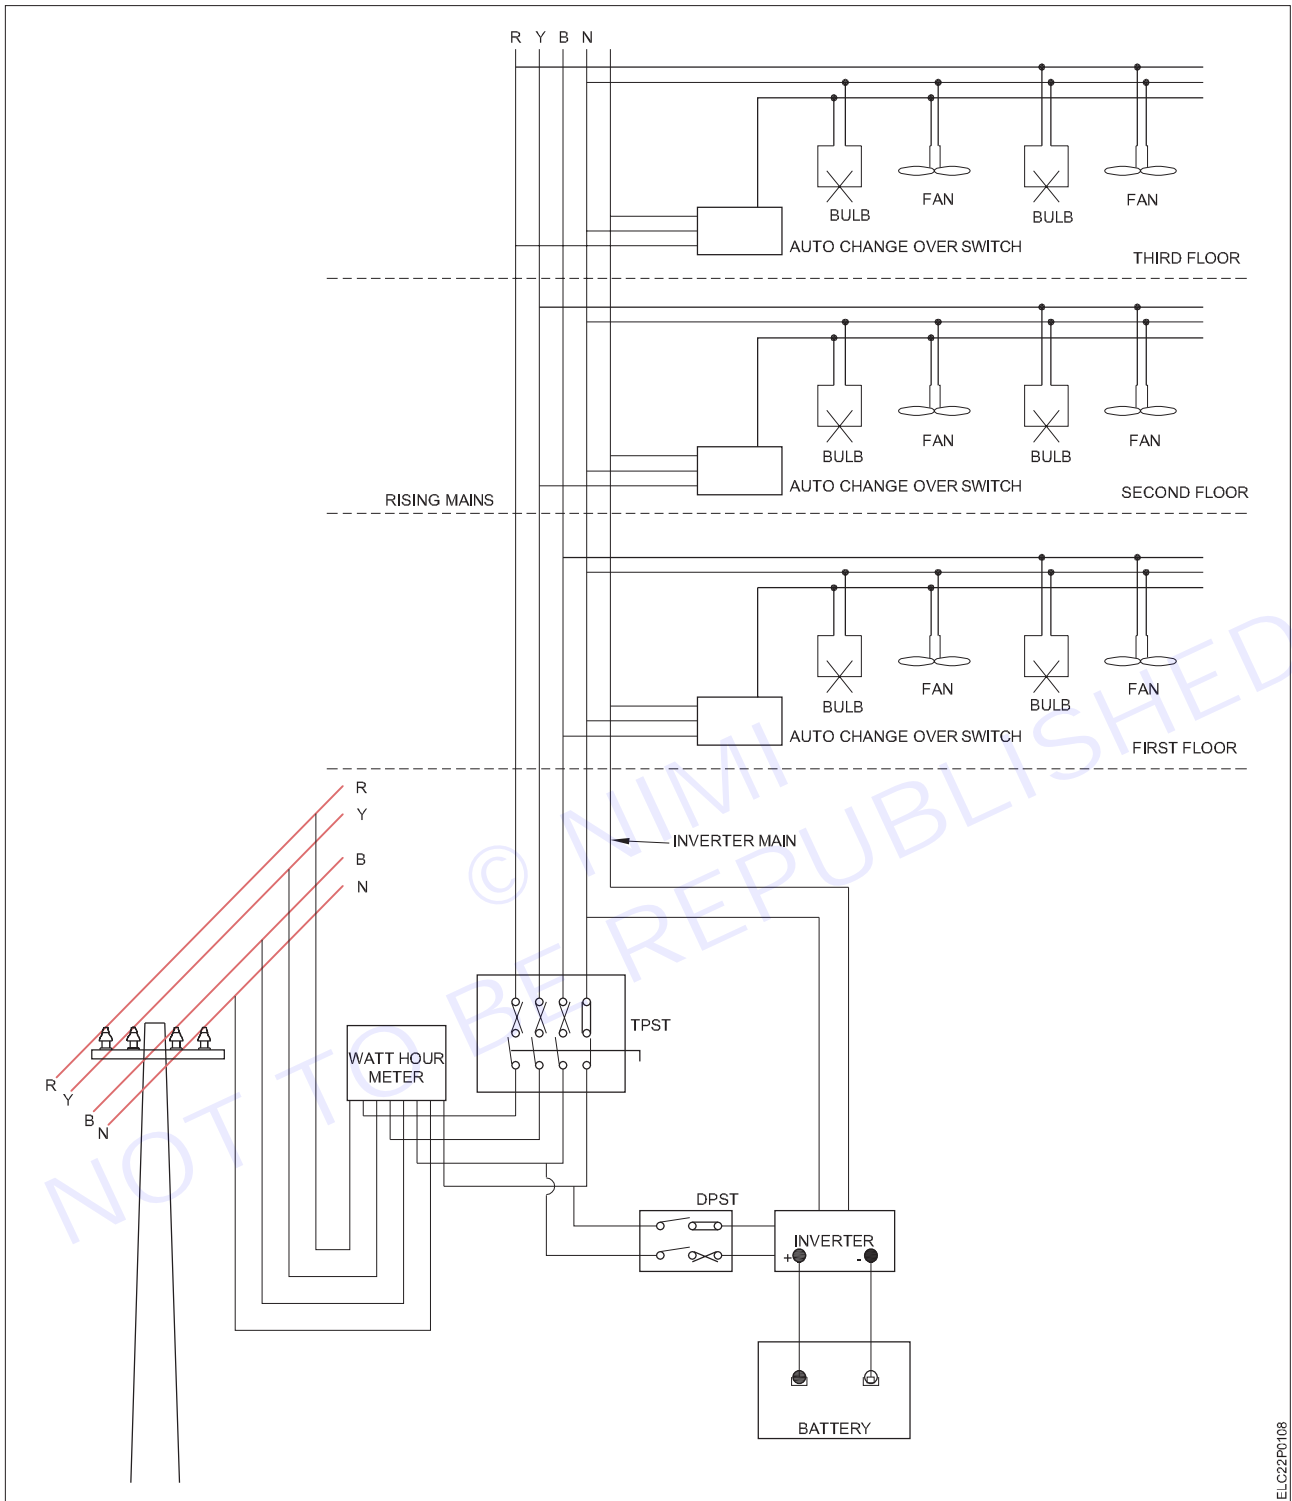 R Y B N
BULB
FAN
BULB
FAN
AUTO CHANGE OVER SWITCH
THIRD FLOOR
BULB
FAN
BULB
FAN
AUTO CHANGE OVER SWITCH
RISING MAINS
SECOND FLOOR
BULB
FAN
BULB
FAN
AUTO CHANGE OVER SWITCH
FIRST FLOOR
R
Y
B
N
INVERTER MAIN
© NIMI
NOT TO BE REPUBLISHED
TPST
WATT HOUR
METER
R
Y
B
N
DPST
INVERTER
+ -
BATTERY
ELC22P0108